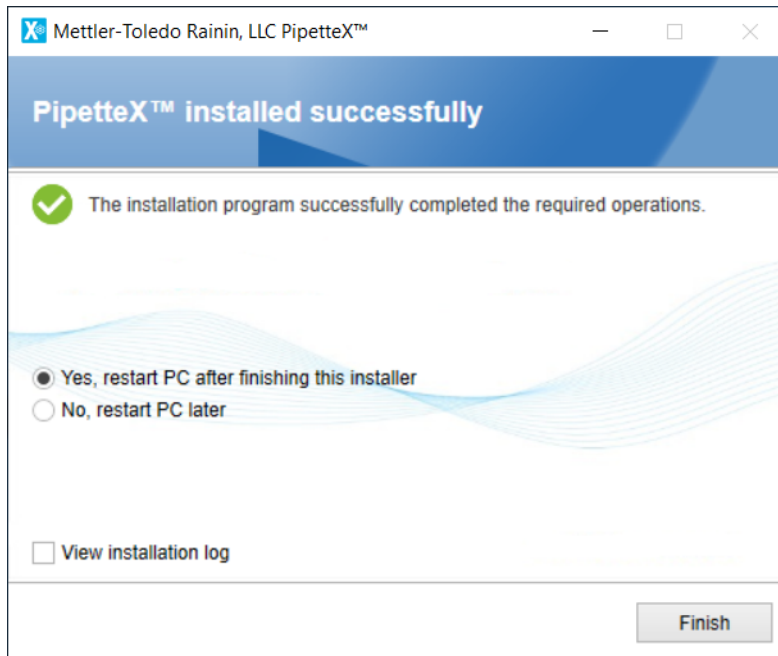 Mettler-Toledo Rainin, LLC PipetteX™
PipetteX™ installed successfully
The installation program successfully completed the required operations.
Yes, restart PC after finishing this installer
No, restart PC later
View installation log
Finish